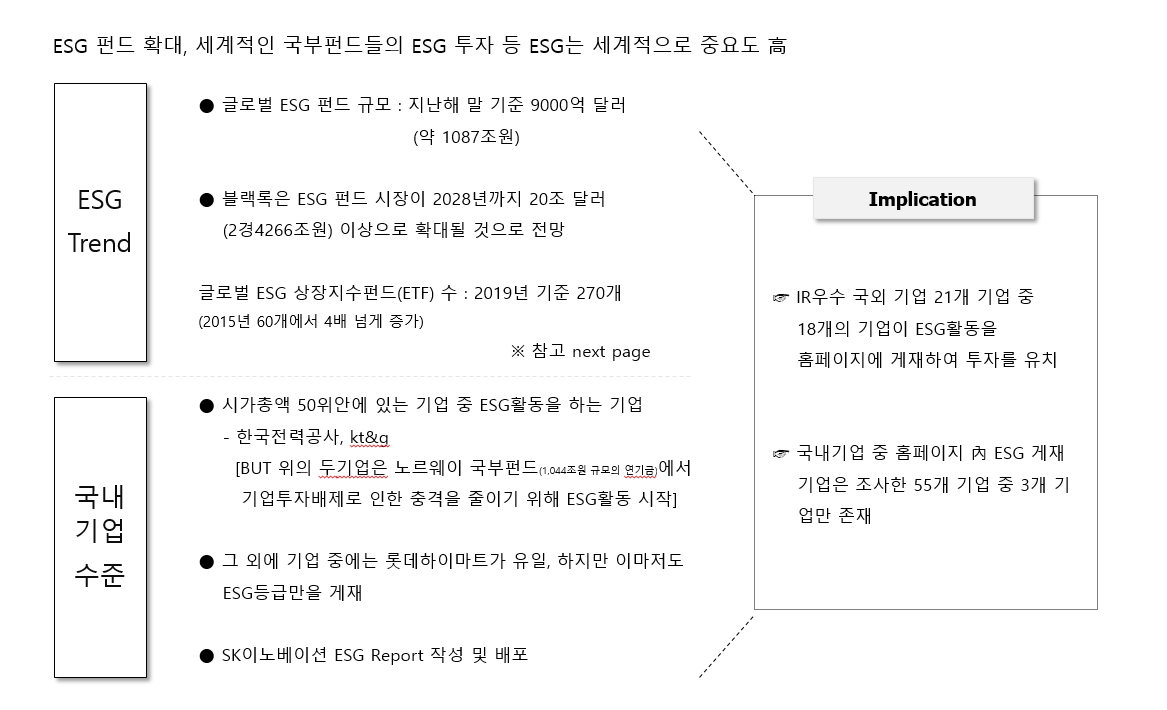 ESG 펀드 확대, 세계적인 국부펀드들의 ESG 투자 등 ESG는 세계적으로 중요도 高
ESG
Trend
● 글로벌 ESG 펀드 규모 : 지난해 말 기준 9000억 달러
(약 1087조원)
● 블랙록은 ESG 펀드 시장이 2028년까지 20조 달러
(2경4266조원) 이상으로 확대될 것으로 전망
글로벌 ESG 상장지수펀드(ETF) 수 : 2019년 기준 270개
(2015년 60개에서 4배 넘게 증가)
※ 참고 next page
국내
기업
수준
● 시가총액 50위안에 있는 기업 중 ESG활동을 하는 기업
- 한국전력공사, kt&g
[BUT 위의 두기업은 노르웨이 국부펀드(1,044조원 규모의 연기금)에서
기업투자배제로 인한 충격을 줄이기 위해 ESG활동 시작]
● 그 외에 기업 중에는 롯데하이마트가 유일, 하지만 이마저도
ESG등급만을 게재
● SK이노베이션 ESG Report 작성 및 배포
Implication
☞ IR우수 국외 기업 21개 기업 중
18개의 기업이 ESG활동을
홈페이지에 게재하여 투자를 유치
☞ 국내기업 중 홈페이지 內 ESG 게재
기업은 조사한 55개 기업 중 3개 기
업만 존재